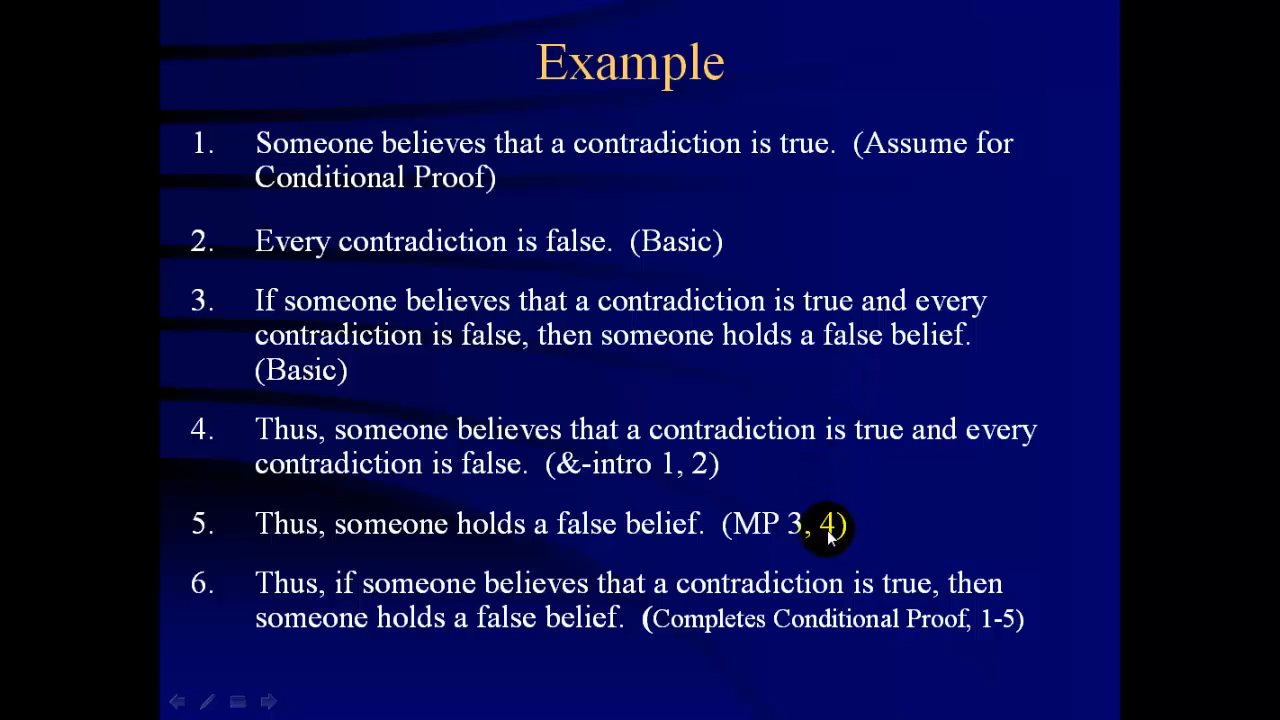 Example
1. Someone believes that a contradiction is true. (Assume for
Conditional Proof)
2. Every contradiction is false. (Basic)
3. If someone believes that a contradiction is true and every
contradiction is false, then someone holds a false belief.
(Basic)
4. Thus, someone believes that a contradiction is true and every
contradiction is false. (&-intro 1, 2)
5. Thus, someone holds a false belief. (MP 3, 4)
6. Thus, if someone believes that a contradiction is true, then
someone holds a false belief. (Completes Conditional Proof, 1-5)